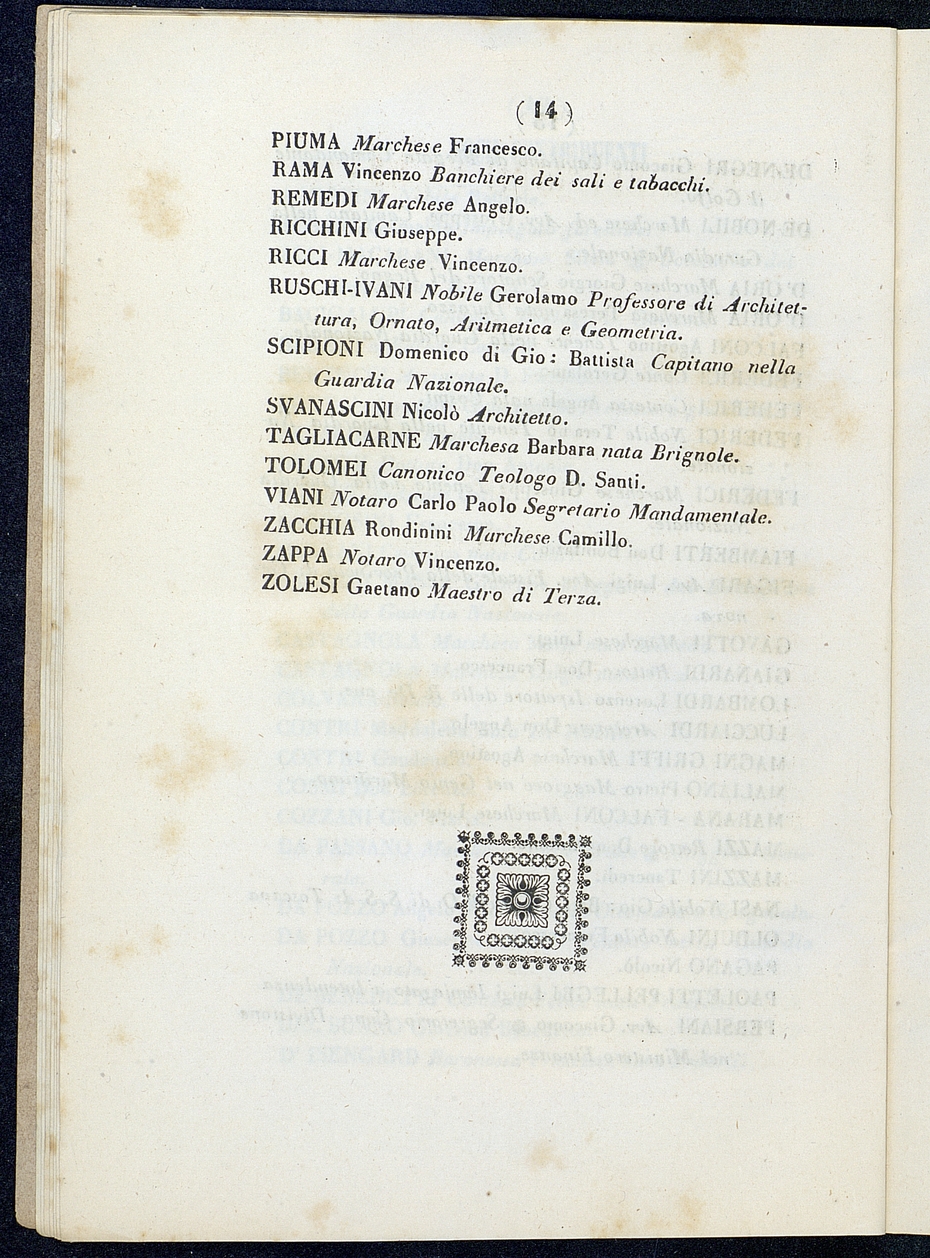 ( 14 )
PIUMA Marchese Francesco.
RAMA Vincenzo Banchiere dei sali e tabacchi.
REMEDI Marchese Angelo.
RICCHINI Giuseppe.
RICCI Marchese Vincenzo.
RUSCHI-IVANI Nobile Gerolamo Professore di Architet-
tura, Ornato, Aritmetica e Geometria.
SCIPIONI Domenico di Gio: Battista Capitano nella
Guardia Nazionale.
SVANASCINI Nicolò Architetto.
TAGLIACARNE Marchesa Barbara nata Brignole.
TOLOMEI Canonico Teologo D. Santi.
VIANI Notaro Carlo Paolo Segretario Mandamentale.
ZACCHIA Rondinini Marchese Camillo.
ZAPPA Notaro Vincenzo.
ZOLESI Gaetano Maestro di Terza.